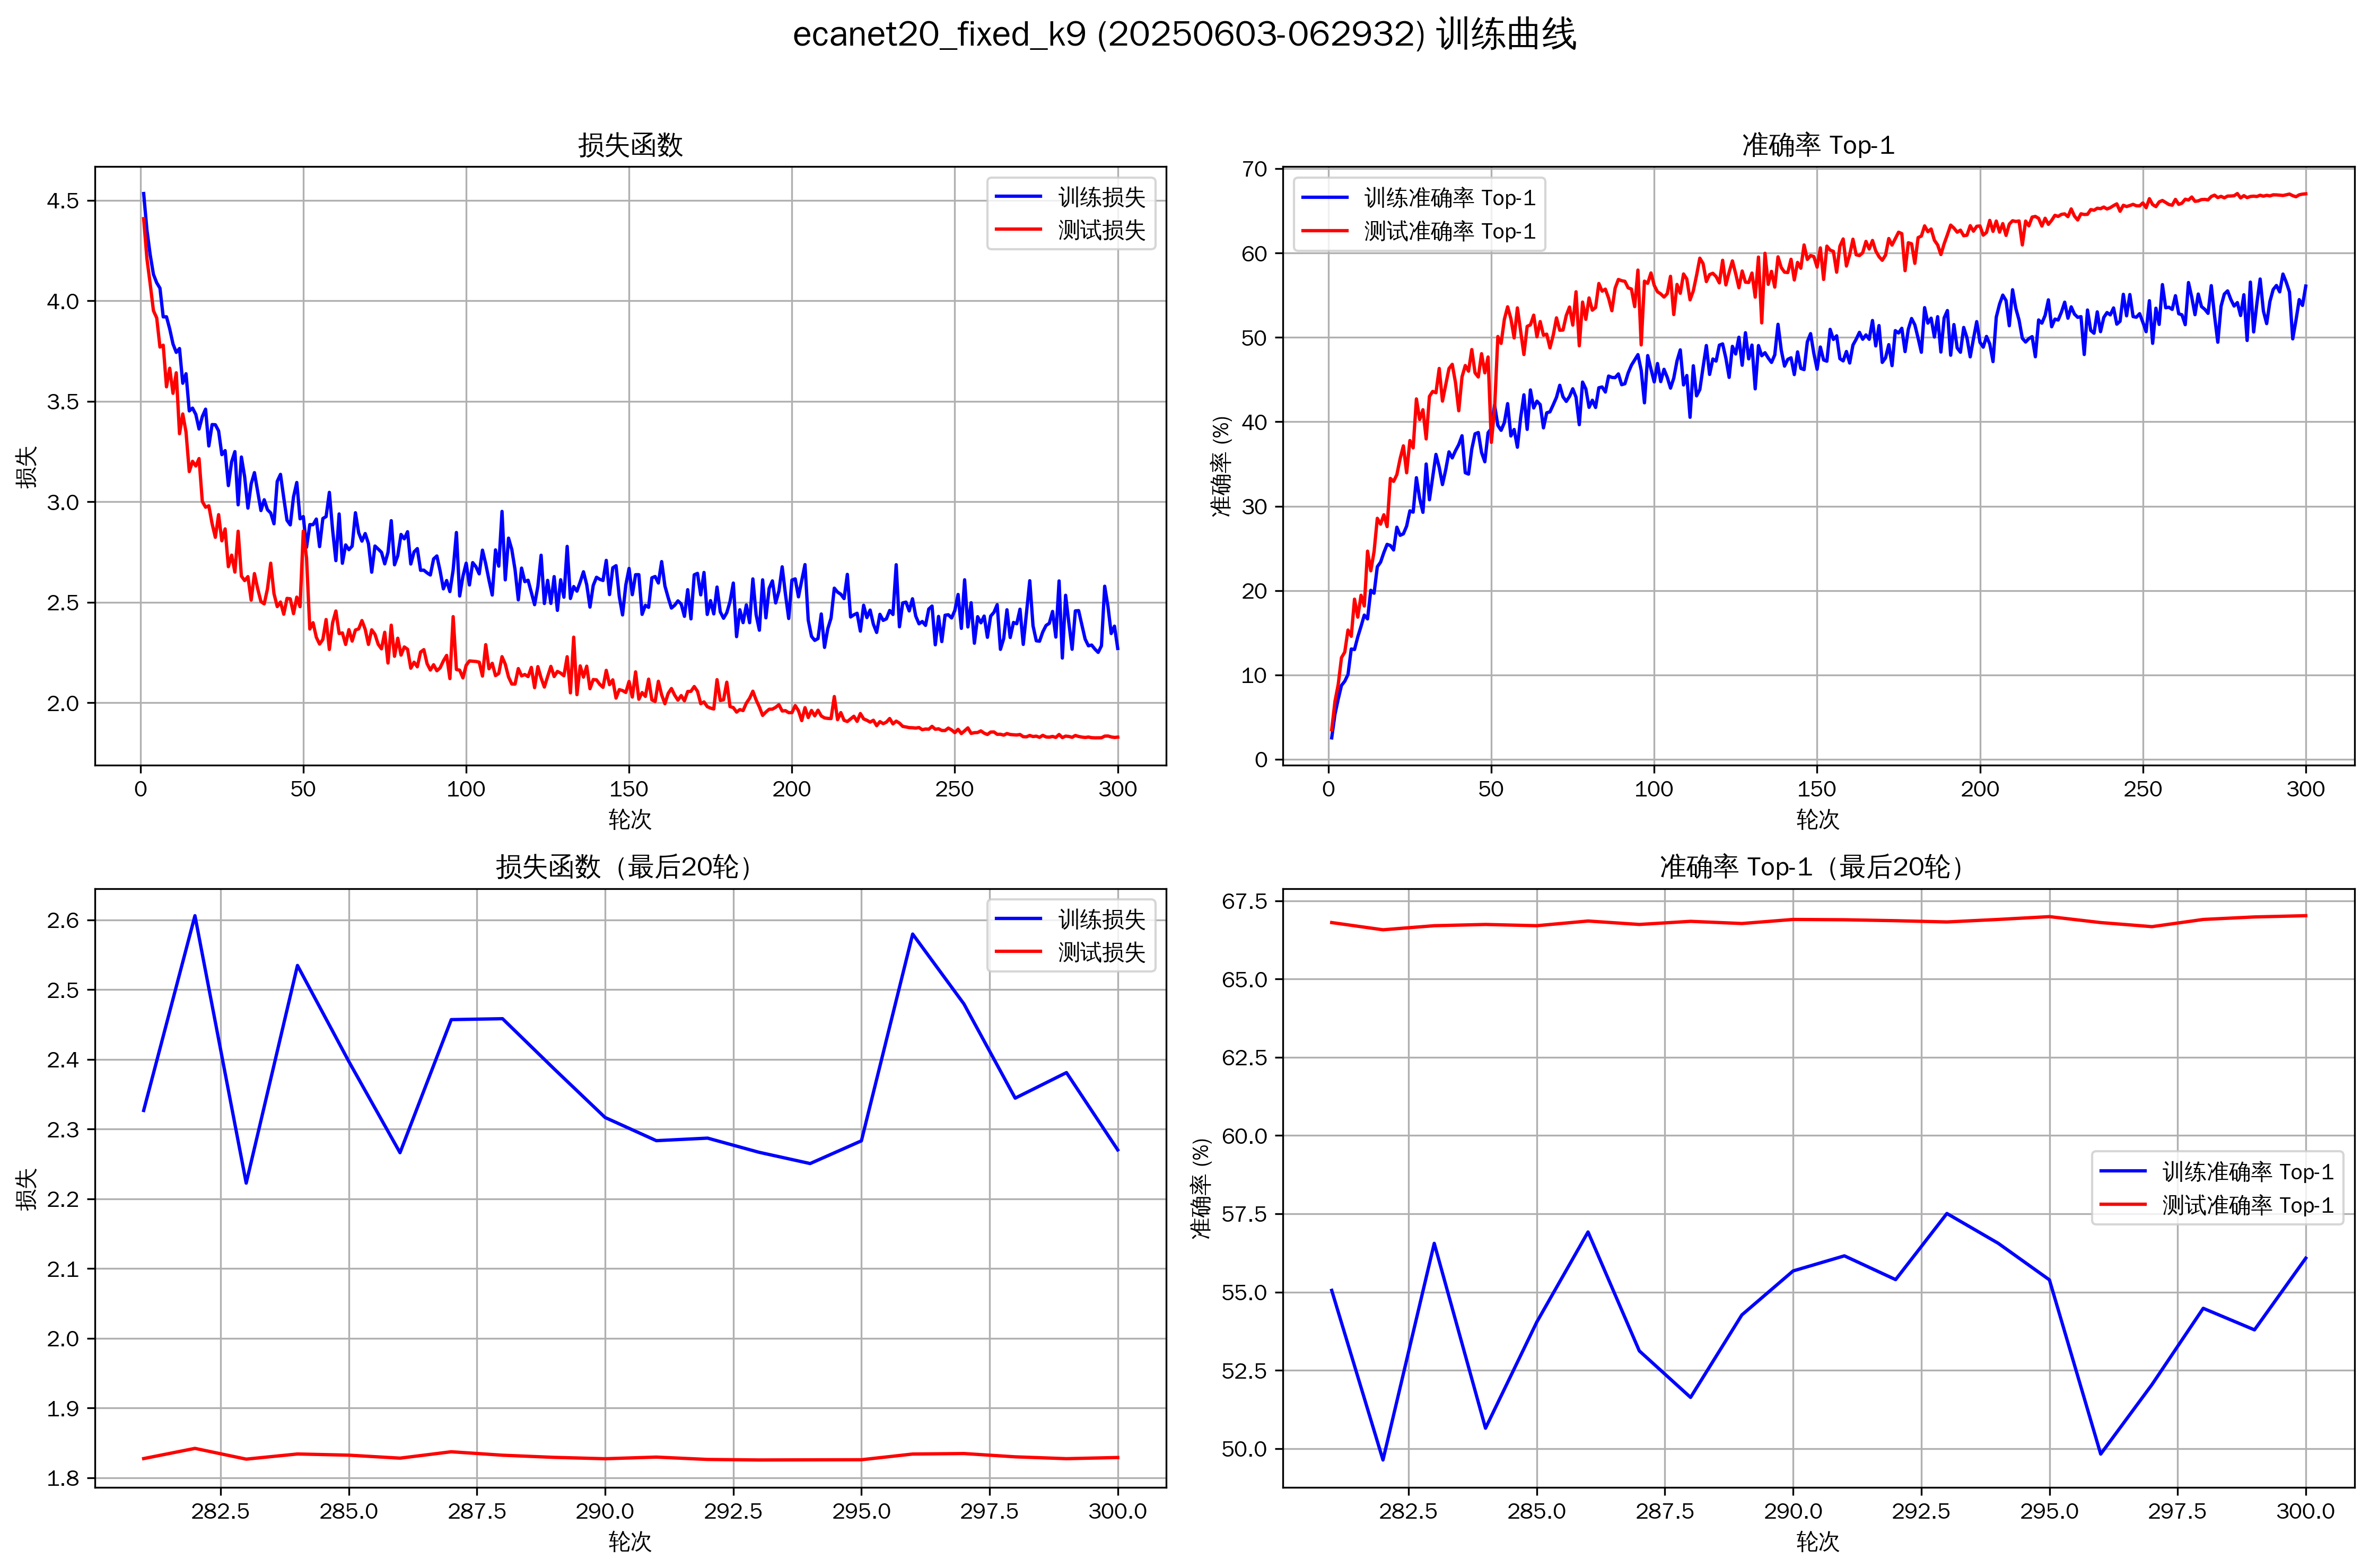 ecanet20_fixed_k9 (20250603-062932) 训练曲线
损失函数
4.5
4.0
3.5
3.0
2.5
2.0
损失
训练损失
测试损失
0 50 100 150 200 250 300
轮次
准确率 Top-1
70
60
50
40
30
20
10
0
准确率 (%)
训练准确率 Top-1
测试准确率 Top-1
0 50 100 150 200 250 300
轮次
损失函数（最后20轮）
2.6
2.5
2.4
2.3
2.2
2.1
2.0
1.9
1.8
损失
训练损失
测试损失
282.5 285.0 287.5 290.0 292.5 295.0 297.5 300.0
轮次
准确率 Top-1（最后20轮）
67.5
65.0
62.5
60.0
57.5
55.0
52.5
50.0
准确率 (%)
训练准确率 Top-1
测试准确率 Top-1
282.5 285.0 287.5 290.0 292.5 295.0 297.5 300.0
轮次